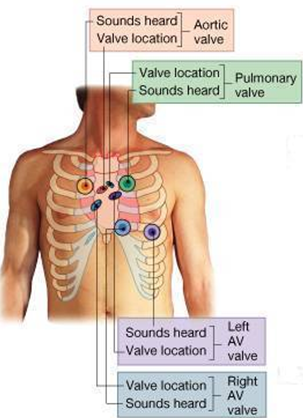 Sounds heard
Valve location
Aortic
valve
Valve location
Sounds heard
Pulmonary
valve
Sounds heard
Valve location
Left
AV
valve
Valve location
Sounds heard
Right
AV
valve